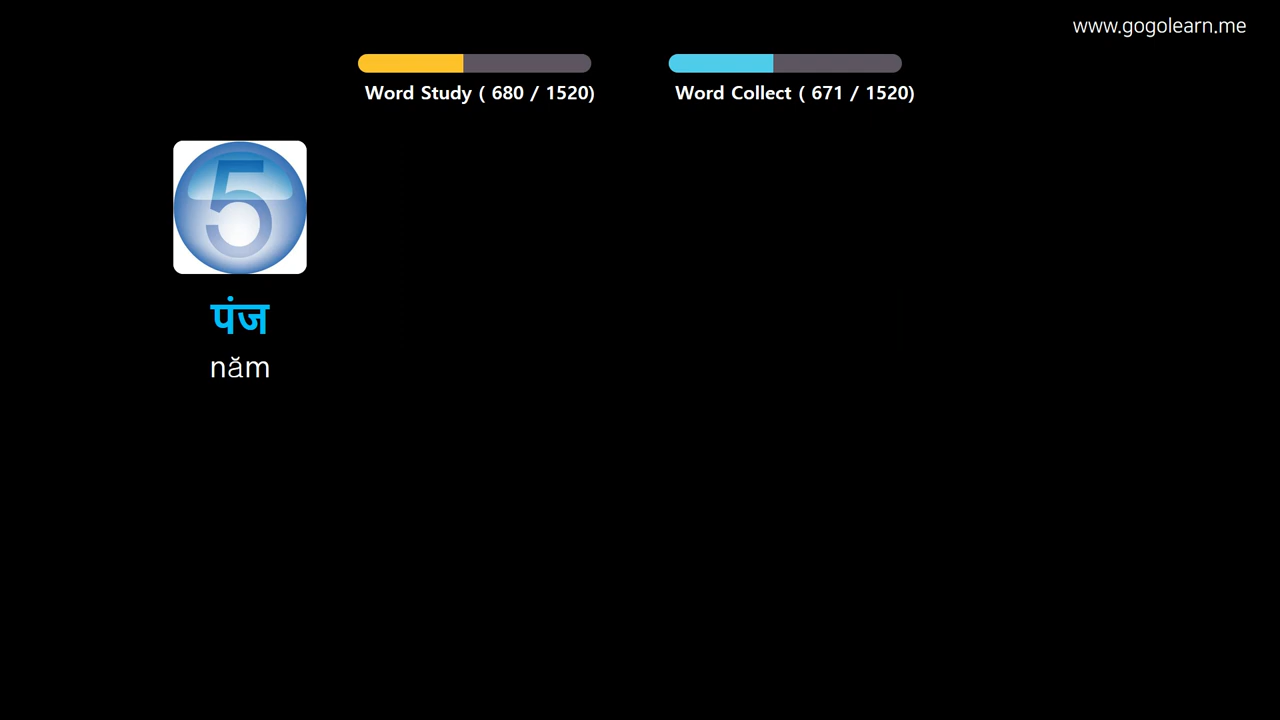 www.gogolearn.me
Word Study ( 680 / 1520)
Word Collect ( 671 / 1520)
5
पंज
năm